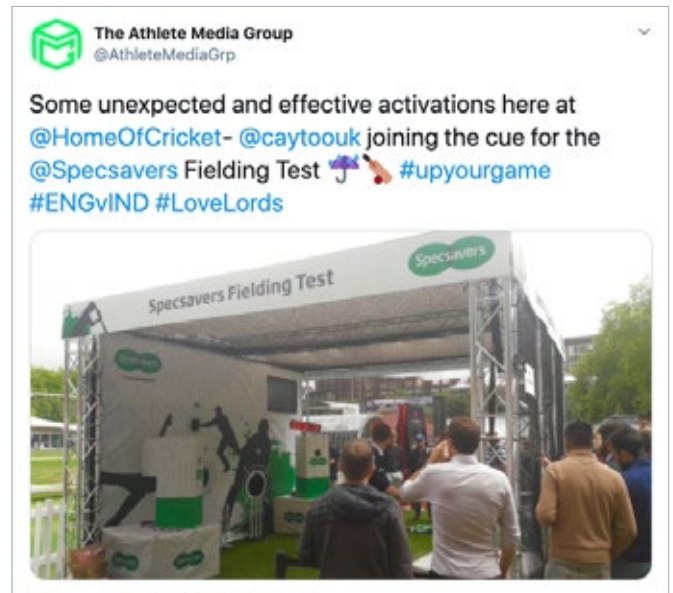 The Athlete Media Group
@AthleteMediaGrp
Some unexpected and effective activations here at
@HomeOfCricket- @caytoouk joining the cue for the
@Specsavers Fielding Test ☔🏏 #upyourgame
#ENGvIND #LoveLords
Specsavers
Specsavers Fielding Test
Specsavers